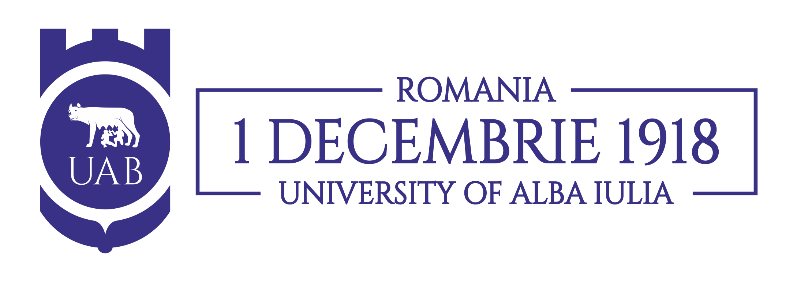 UAB
ROMANIA
1 DECEMBRIE 1918
UNIVERSITY OF ALBA IULIA